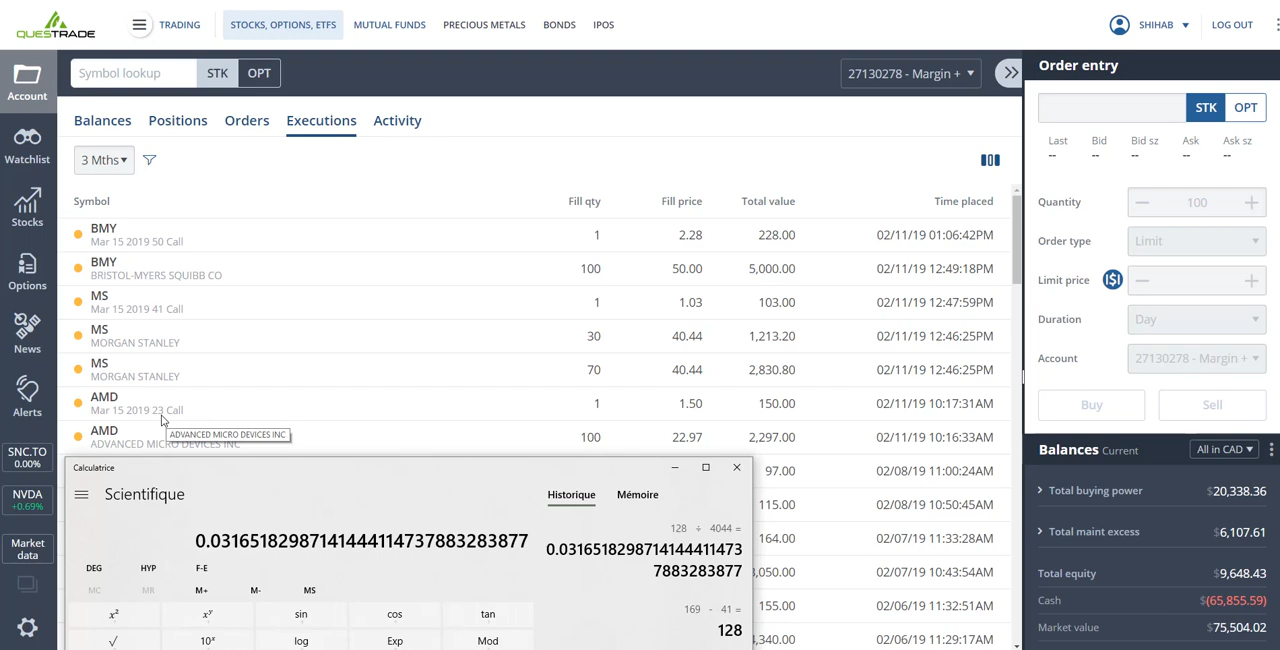 QUESTRADE
TRADING
STOCKS, OPTIONS, ETFS
MUTUAL FUNDS
PRECIOUS METALS
BONDS
IPOS
SHIHAB
LOG OUT
Account
Watchlist
Stocks
Options
News
Alerts
SNC.TO
0.00%
NVDA
+0.69%
Market
data
Symbol lookup
STK
OPT
27130278 - Margin +
Balances
Positions
Orders
Executions
Activity
3 Mths
Symbol Fill qty Fill price Total value Time placed
BMY
Mar 15 2019 50 Call
1 2.28 228.00 02/11/19 01:06:42PM
BMY
BRISTOL-MYERS SQUIBB CO
100 50.00 5,000.00 02/11/19 12:49:18PM
MS
Mar 15 2019 41 Call
1 1.03 103.00 02/11/19 12:47:59PM
MS
MORGAN STANLEY
30 40.44 1,213.20 02/11/19 12:46:25PM
MS
MORGAN STANLEY
70 40.44 2,830.80 02/11/19 12:46:25PM
AMD
Mar 15 2019 23 Call
1 1.50 150.00 02/11/19 10:17:31AM
ADVANCED MICRO DEVICES INC
AMD
ADVANCED MICRO DEVICES INC
100 22.97 2,297.00 02/11/19 10:16:33AM
97.00 02/08/19 11:00:24AM
115.00 02/08/19 10:50:45AM
164.00 02/07/19 11:33:28AM
,050.00 02/07/19 10:43:54AM
155.00 02/06/19 11:32:51AM
,340.00 02/06/19 11:29:17AM
Calculatrice
Scientifique
Historique
Mémoire
0.03165182987141444114737883283877
128 ÷ 4044 =
0.0316518298714144411473
7883283877
169 - 41 =
128
DEG HYP F-E
MC MR M+ M- MS
x² xʸ sin cos tan
√ 10ˣ log Exp Mod
Order entry
STK
OPT
Last Bid Bid sz Ask Ask sz
-- -- -- -- --
Quantity
— 100 +
Order type
Limit
Limit price
$
— +
Duration
Day
Account
27130278 - Margin +
Buy
Sell
Balances Current
All in CAD
Total buying power $20,338.36
Total maint excess $6,107.61
Total equity $9,648.43
Cash $(65,855.59)
Market value $75,504.02